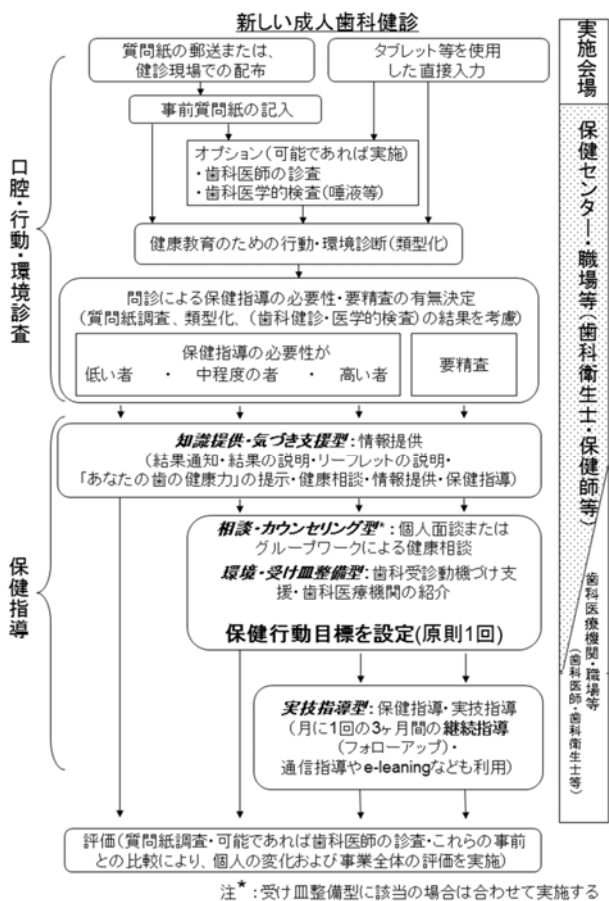 新しい成人歯科健診
質問紙の郵送または、
健診現場での配布
タブレット等を使用
した直接入力
事前質問紙の記入
オプション(可能であれば実施)
・歯科医師の診査
・歯科医学的検査(唾液等)
健康教育のための行動・環境診断(類型化)
問診による保健指導の必要性・要精査の有無決定
(質問紙調査、類型化、(歯科健診・医学的検査)の結果を考慮)
保健指導の必要性が
低い者 ・ 中程度の者 ・ 高い者
要精査
知識提供・気づき支援型:情報提供
(結果通知・結果の説明・リーフレットの説明・
「あなたの歯の健康力」の提示・健康相談・情報提供・保健指導)
相談・カウンセリング型*:個人面談または
グループワークによる健康相談
環境・受け皿整備型:歯科受診動機づけ支
援・歯科医療機関の紹介
保健行動目標を設定(原則1回)
実技指導型:保健指導・実技指導
(月に1回の3ヶ月間の継続指導
(フォローアップ)・
通信指導やe-leaningなども利用)
評価(質問紙調査・可能であれば歯科医師の診査・これらの事前
との比較により、個人の変化および事業全体の評価を実施)
注*:受け皿整備型に該当の場合は合わせて実施する
口腔・行動・環境診査
保健指導
実施会場
保健センター・職場等(歯科衛生士・保健師等)
歯科医療機関・職場等
(歯科医師・歯科衛生士等)